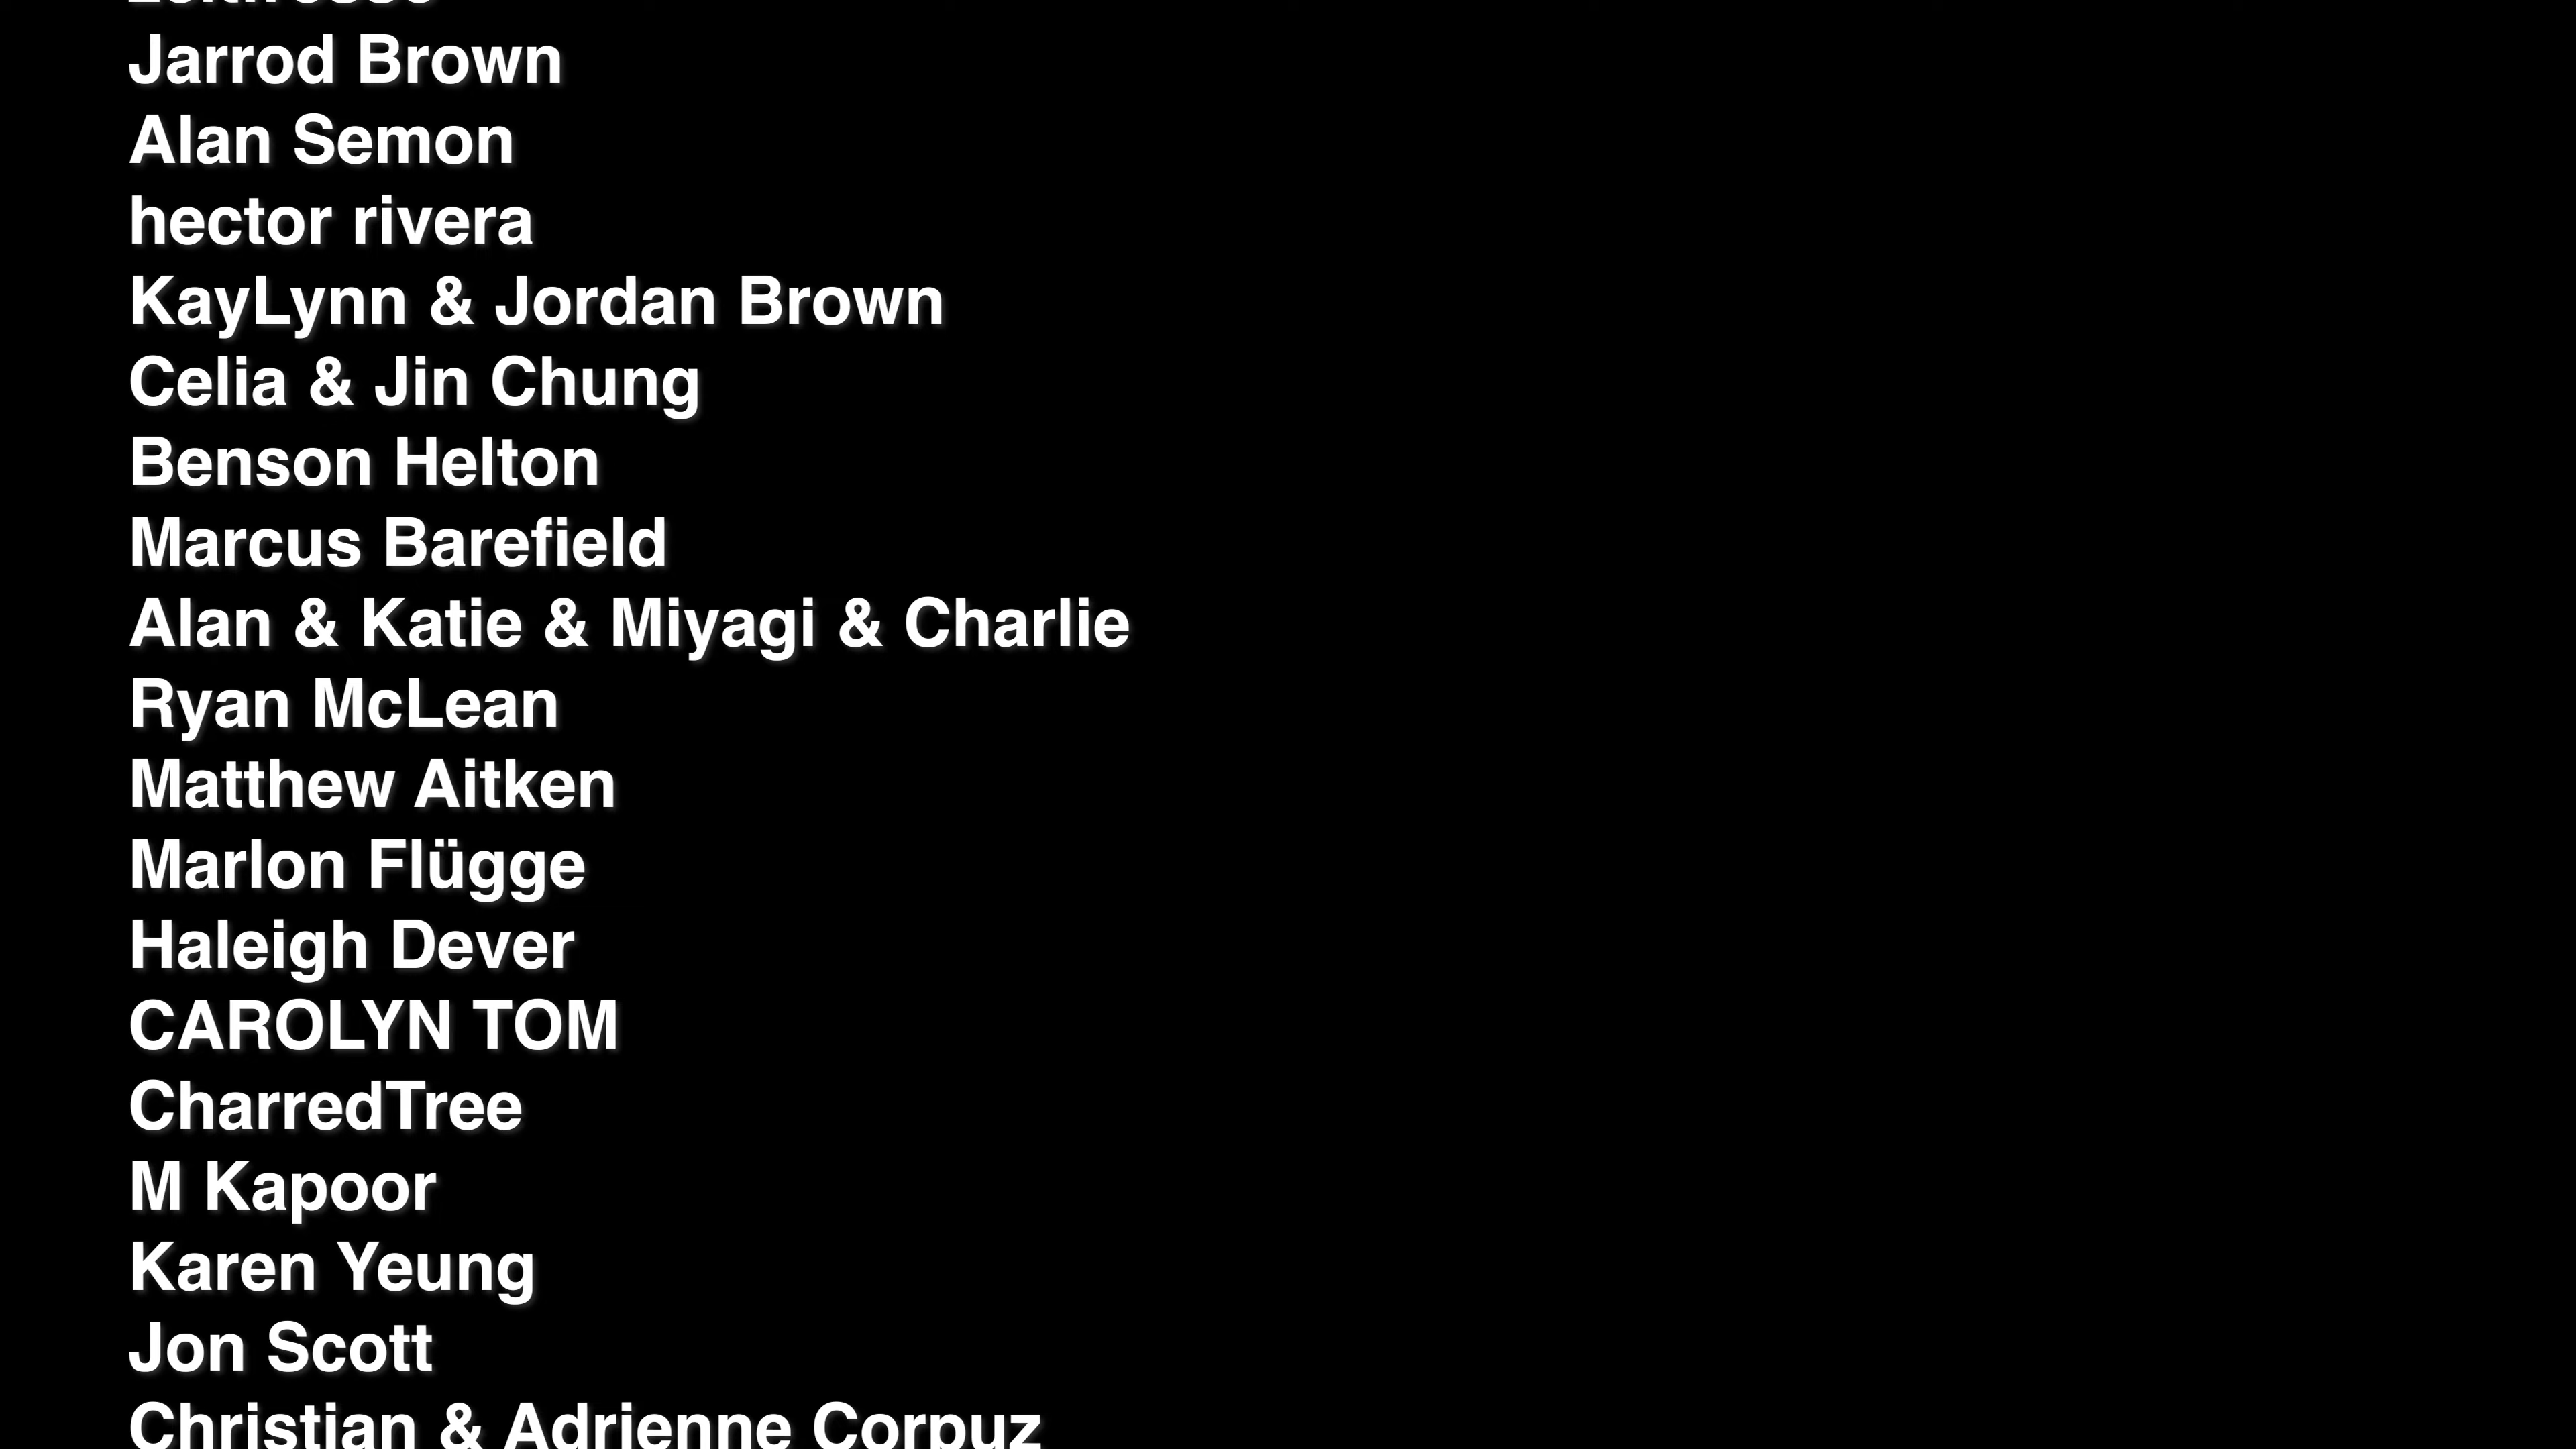 Jarrod Brown
Alan Semon
hector rivera
KayLynn & Jordan Brown
Celia & Jin Chung
Benson Helton
Marcus Barefield
Alan & Katie & Miyagi & Charlie
Ryan McLean
Matthew Aitken
Marlon Flügge
Haleigh Dever
CAROLYN TOM
CharredTree
M Kapoor
Karen Yeung
Jon Scott
Christian & Adrienne Corpuz